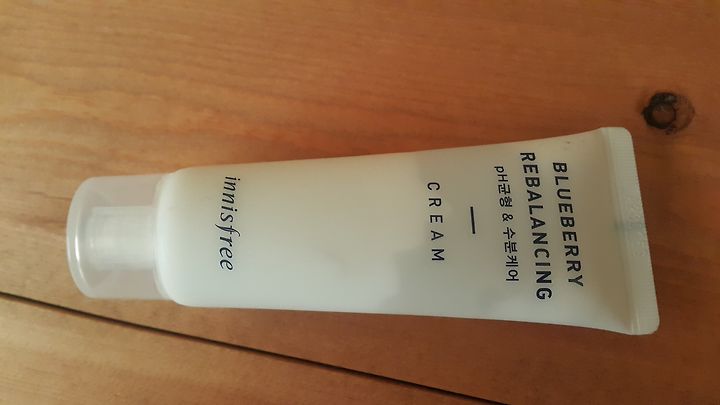 BLUEBERRY
REBALANCING
pH균형 & 수분케어
CREAM
innisfree